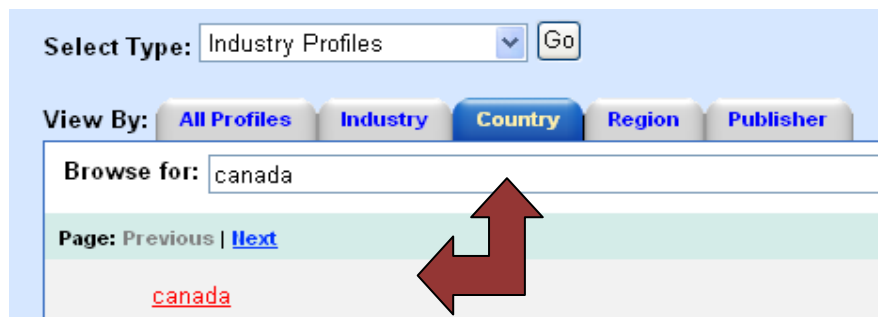 Select Type: Industry Profiles Go
View By: All Profiles Industry Country Region Publisher
Browse for: canada
Page: Previous | Next
canada